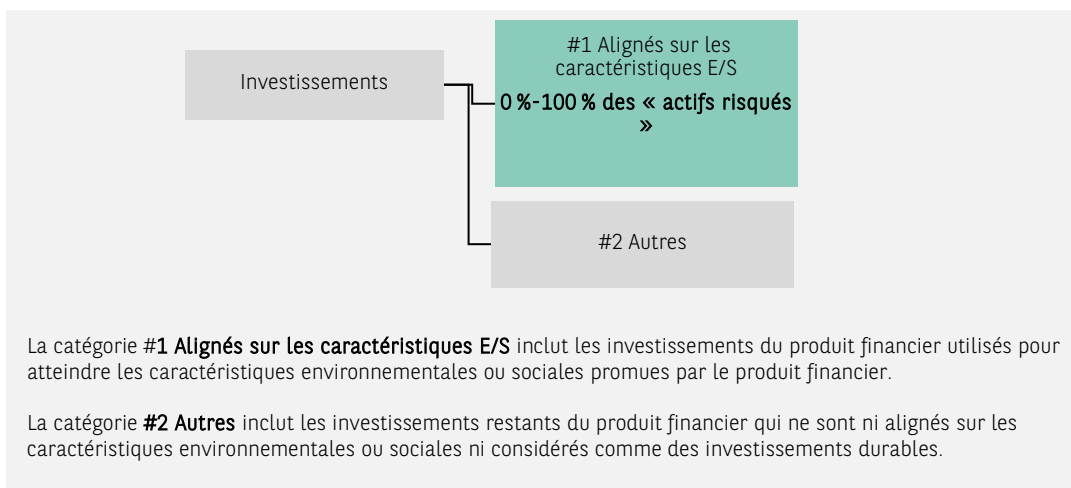 Investissements
#1 Alignés sur les
caractéristiques E/S
0 %-100 % des « actifs risqués
»
#2 Autres
La catégorie #1 Alignés sur les caractéristiques E/S inclut les investissements du produit financier utilisés pour
atteindre les caractéristiques environnementales ou sociales promues par le produit financier.
La catégorie #2 Autres inclut les investissements restants du produit financier qui ne sont ni alignés sur les
caractéristiques environnementales ou sociales ni considérés comme des investissements durables.